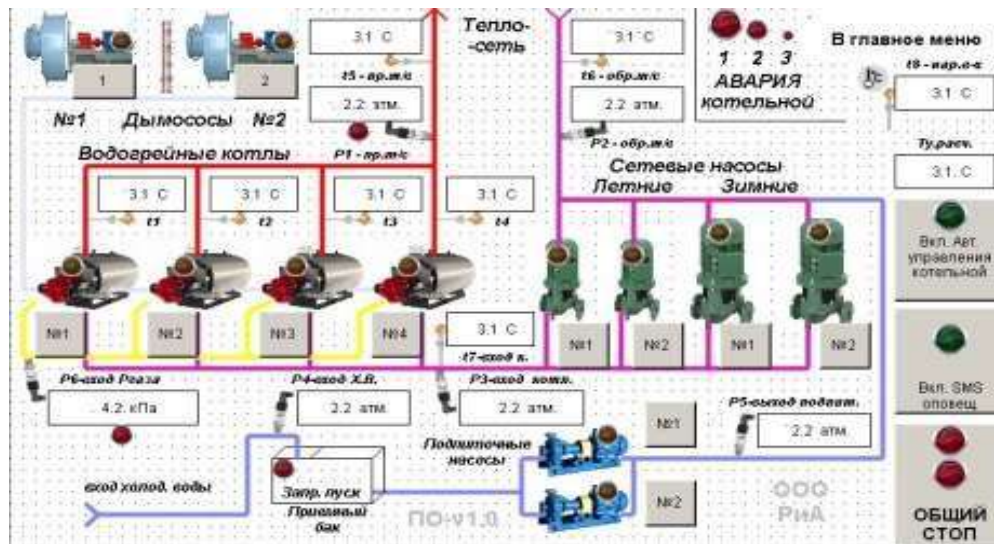 3.1 С
Тепло-
-сеть
3.1 С
1 2 3
АВАРИЯ
котельной
В главное меню
t8 - нар.в-х
3.1 С
1
2
t5 - пр.т/с
t6 - обр.т/с
2.2 атм.
2.2 атм.
№1 Дымососы №2
P1 - пр.т/с
P2 - обр.т/с
Ту.расч.
3.1. С
Водогрейные котлы
Сетевые насосы
Летние Зимние
3.1 С
3.1 С
3.1 С
3.1 С
t1
t2
t3
t4
Вкл. Авт.
управления
котельной
№1
№2
№3
№4
3.1 С
t7-вход к.
№1
№2
№1
№2
P6-вход Pгаза
P4-вход Х.В.
P3-вход котл.
P5-выход подпит.
Вкл. SMS
оповещ.
4.2. кПа
2.2 атм.
2.2 атм.
2.2 атм.
№1
Подпиточные
насосы
вход холод. воды
Запр. пуск
Приемный
бак
ПО-v1.0
№2
ООО
РиА
ОБЩИЙ
СТОП